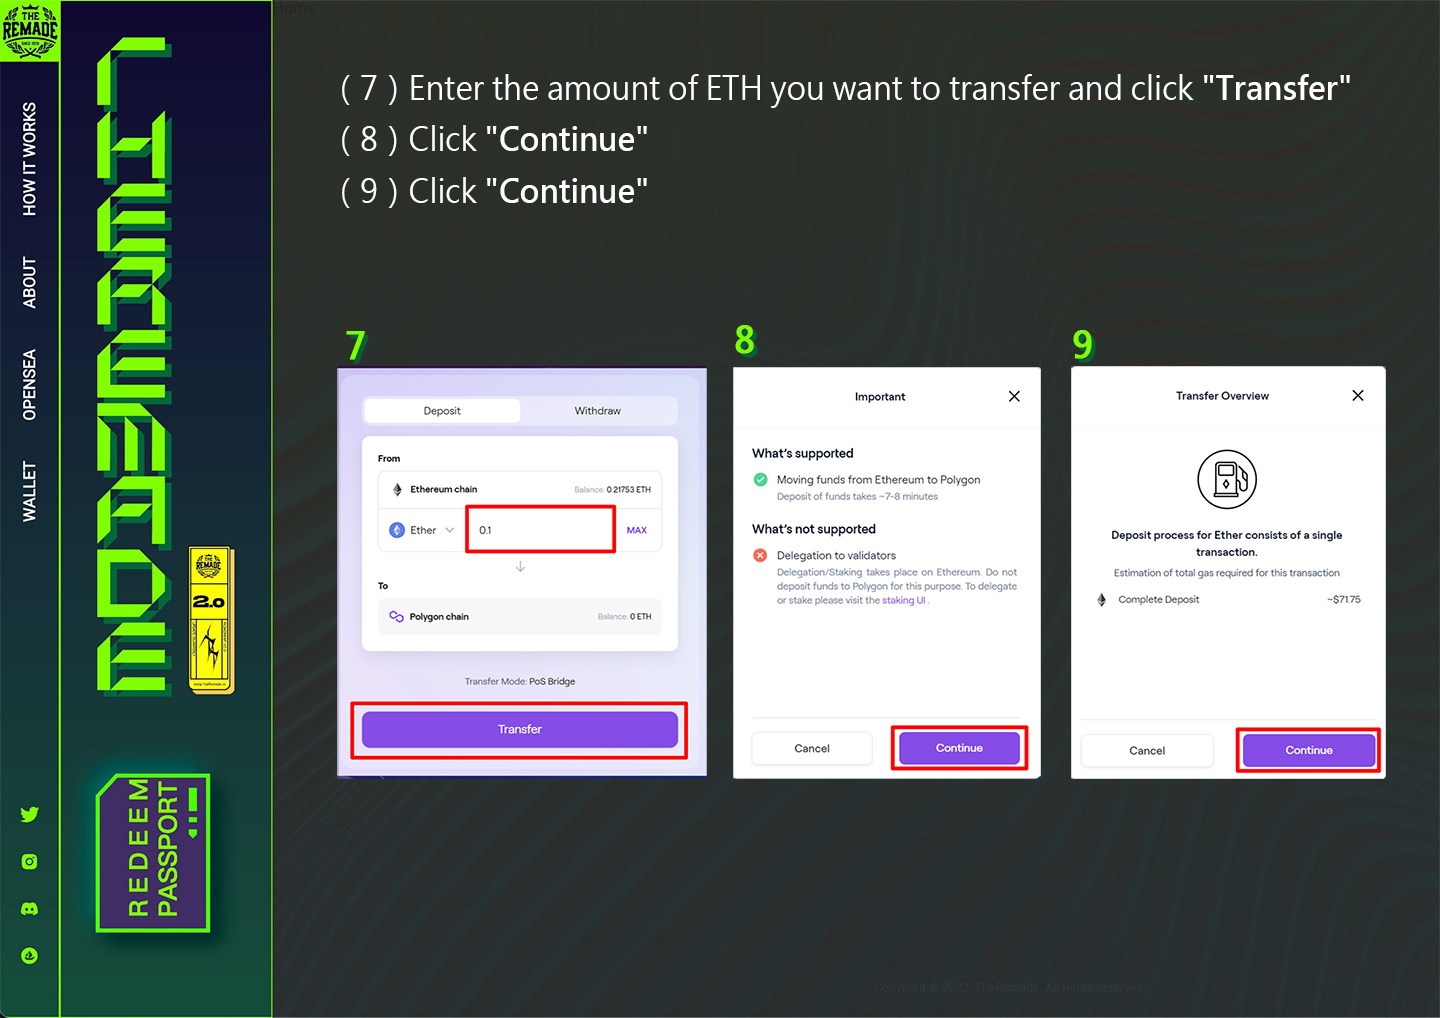 THE
REMADE
SINCE 1978
HOW IT WORKS
ABOUT
OPENSEA
WALLET
THEREMADE
THE
REMADE
2.0
REDEEM
PASSPORT
Home
( 7 ) Enter the amount of ETH you want to transfer and click "Transfer"
( 8 ) Click "Continue"
( 9 ) Click "Continue"
7
Deposit
Withdraw
From
Ethereum chain
Balance: 0.21753 ETH
Ether
0.1
MAX
To
Polygon chain
Balance: 0 ETH
Transfer Mode: PoS Bridge
Transfer
8
Important
What's supported
Moving funds from Ethereum to Polygon
Deposit of funds takes ~7-8 minutes
What's not supported
Delegation to validators
Delegation/Staking takes place on Ethereum. Do not
deposit funds to Polygon for this purpose. To delegate
or stake please visit the staking UI .
Cancel
Continue
9
Transfer Overview
Deposit process for Ether consists of a single
transaction.
Estimation of total gas required for this transaction
Complete Deposit
~$71.75
Cancel
Continue
Copyright © 2022 TheRemade. All rights reserved